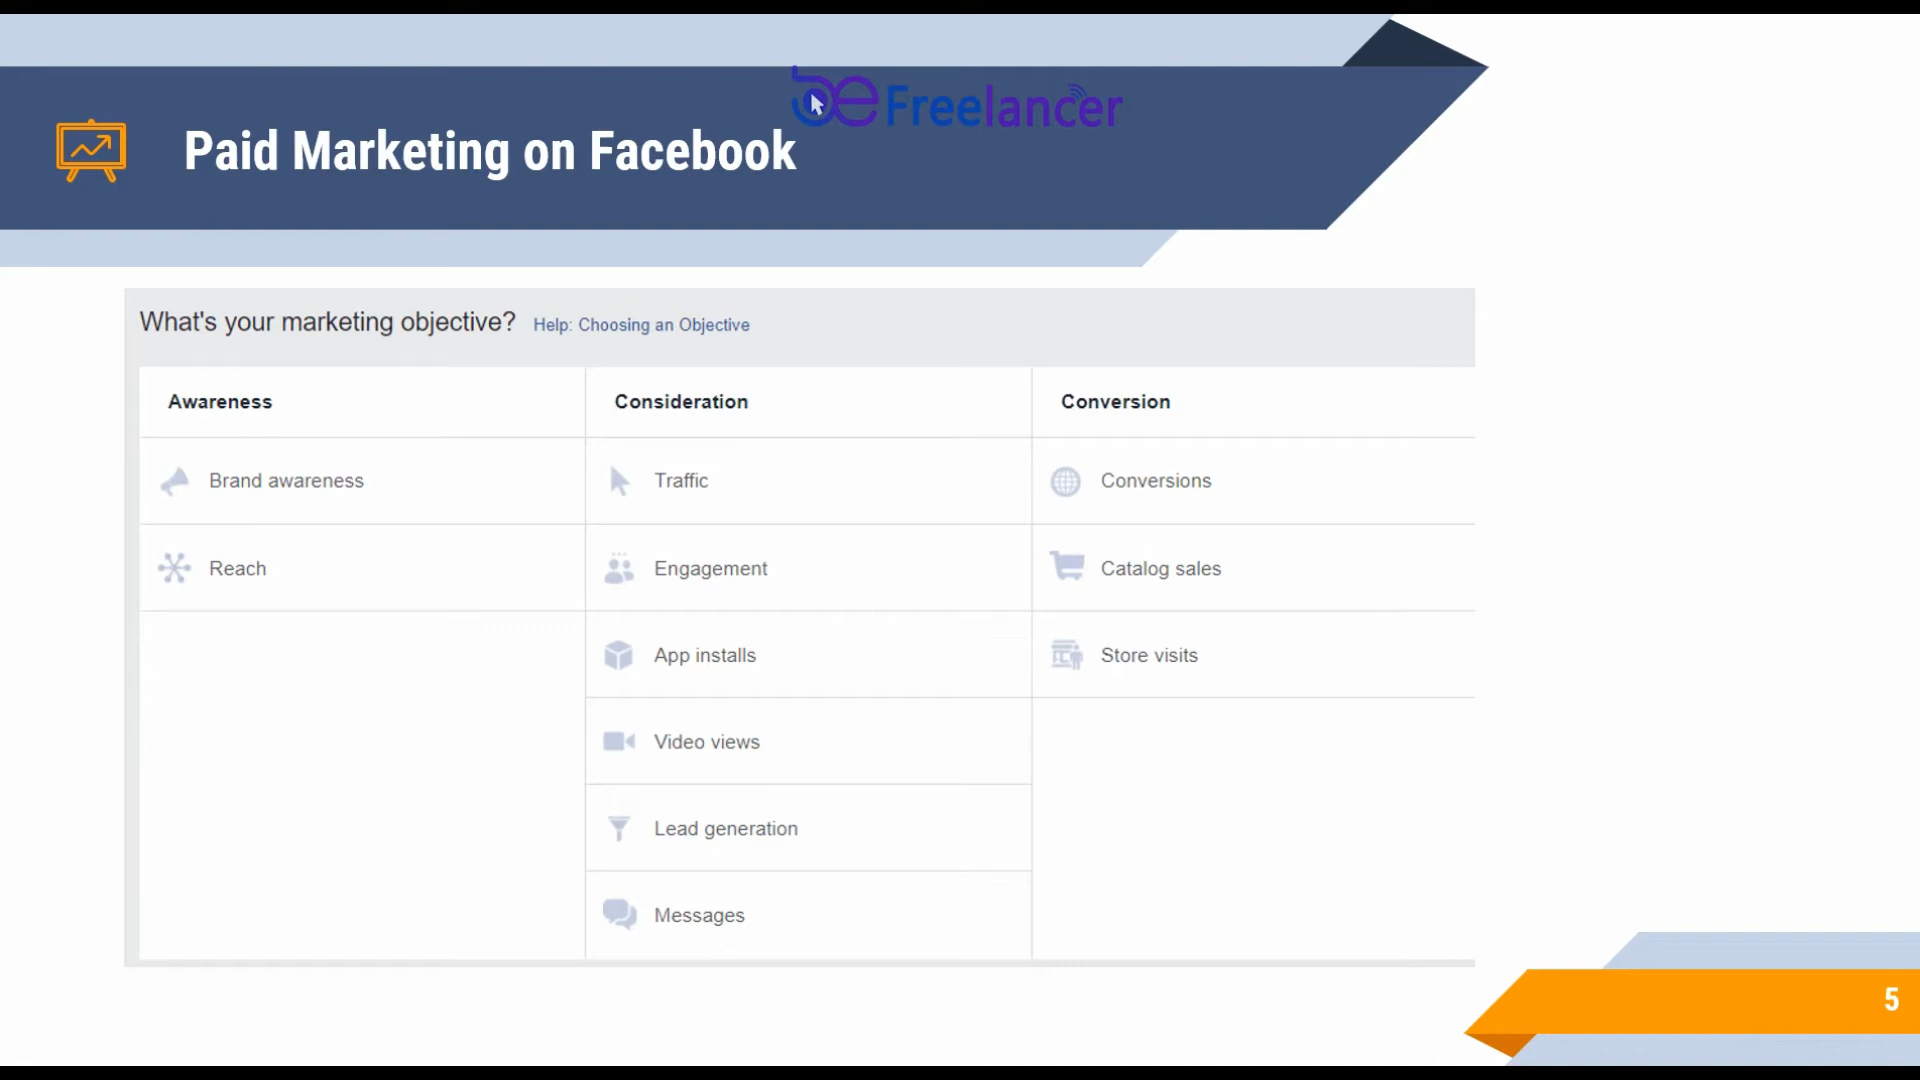 be Freelancer
Paid Marketing on Facebook
What's your marketing objective? Help: Choosing an Objective
Awareness Consideration Conversion
Brand awareness Traffic Conversions
Reach Engagement Catalog sales
App installs Store visits
Video views
Lead generation
Messages
5